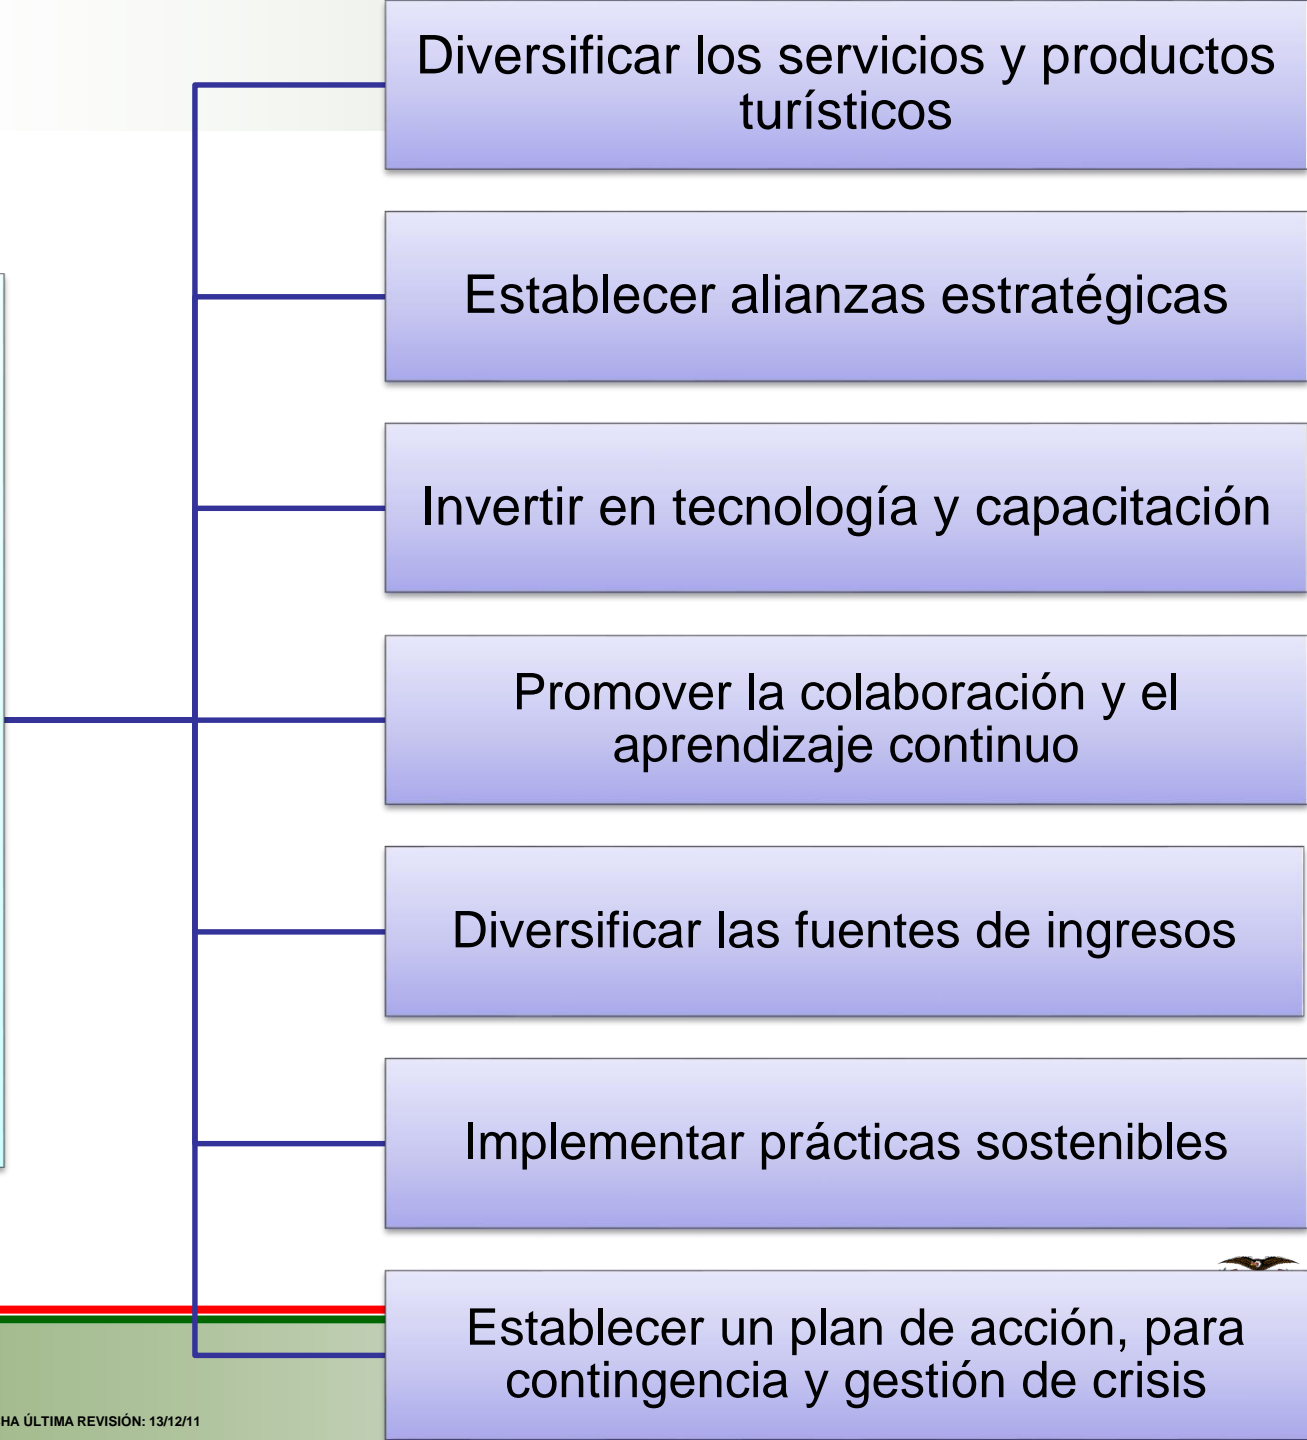 Diversificar los servicios y productos
turísticos
Establecer alianzas estratégicas
Invertir en tecnología y capacitación
Promover la colaboración y el
aprendizaje continuo
Diversificar las fuentes de ingresos
Implementar prácticas sostenibles
Establecer un plan de acción, para
contingencia y gestión de crisis
HA ÚLTIMA REVISIÓN: 13/12/11